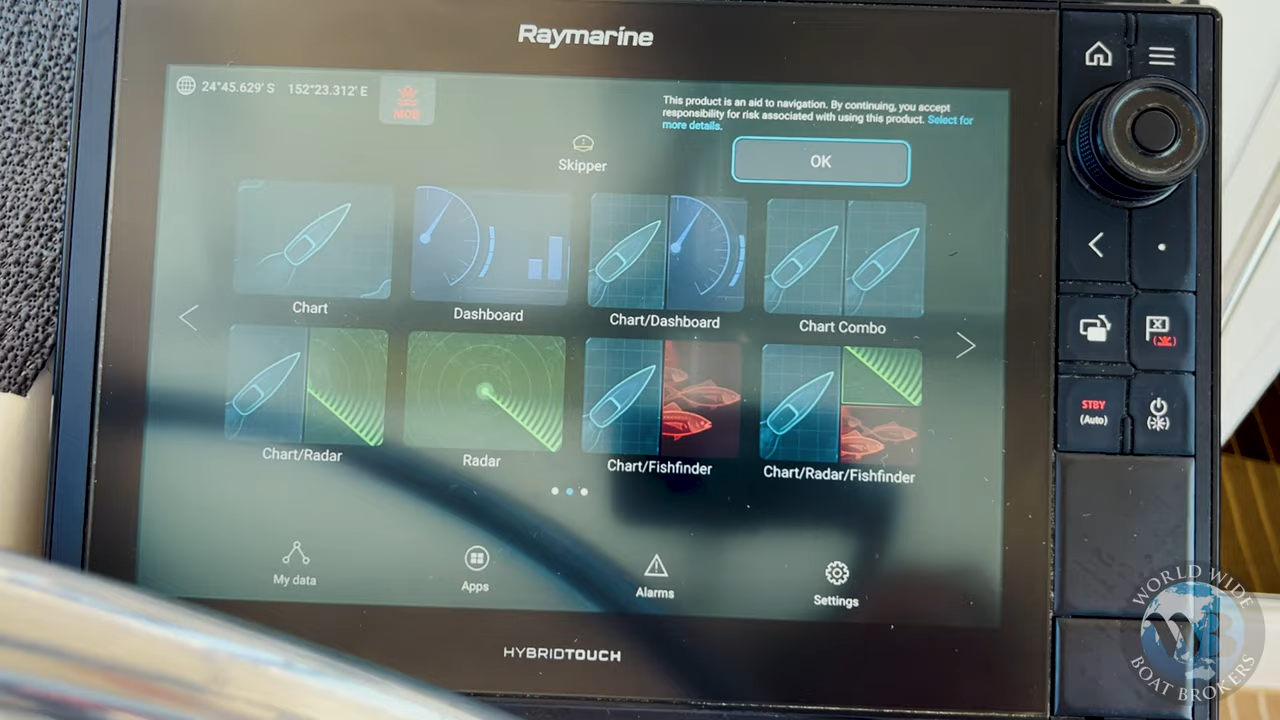 Raymarine
24°45.629' S 152°23.312' E
MOB
This product is an aid to navigation. By continuing, you accept
responsibility for risk associated with using this product. Select for
more details.
Skipper
OK
Chart
Dashboard
Chart/Dashboard
Chart Combo
Chart/Radar
Radar
Chart/Fishfinder
Chart/Radar/Fishfinder
My data
Apps
Alarms
Settings
HYBRIDTOUCH
STBY
(Auto)
WORLD WIDE
WB
BOAT BROKERS